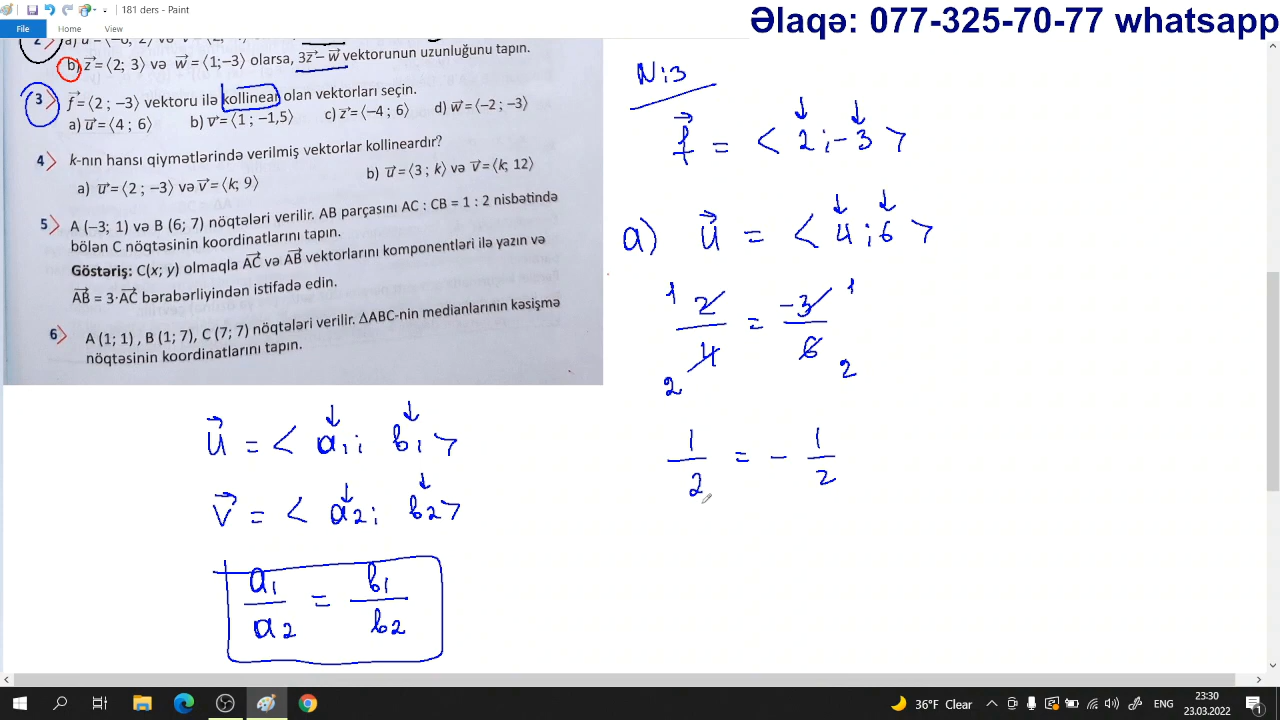 181 ders - Paint
Əlaqə: 077-325-70-77 whatsapp
File Home View
b) z⃗ = ⟨2; 3⟩ və w⃗ = ⟨1;−3⟩ olarsa, 3z⃗ − w⃗ vektorunun uzunluğunu tapın.
3 f⃗ = ⟨2 ; −3⟩ vektoru ilə kollinear olan vektorları seçin.
a) u⃗ = ⟨4 ; 6⟩ b) v⃗ = ⟨1 ; −1,5⟩ c) z⃗ = ⟨−4 ; 6⟩ d) w⃗ = ⟨−2 ; −3⟩
4 k-nın hansı qiymətlərində verilmiş vektorlar kollineardır?
a) u⃗ = ⟨2 ; −3⟩ və v⃗ = ⟨k; 9⟩ b) u⃗ = ⟨3 ; k⟩ və v⃗ = ⟨k; 12⟩
5 A (−3; 1) və B (6; 7) nöqtələri verilir. AB parçasını AC : CB = 1 : 2 nisbətində
bölən C nöqtəsinin koordinatlarını tapın.
Göstəriş: C(x; y) olmaqla AC⃗ və AB⃗ vektorlarını komponentləri ilə yazın və
AB⃗ = 3·AC⃗ bərabərliyindən istifadə edin.
6 A (1; 1) , B (1; 7), C (7; 7) nöqtələri verilir. ΔABC-nin medianlarının kəsişmə
nöqtəsinin koordinatlarını tapın.
u⃗ = < a1; b1 >
v⃗ = < a2; b2 >
a1/a2 = b1/b2
N:3
f⃗ = < 2 ; -3 >
a) u⃗ = < 4 ; 6 >
1 2/4 2 = -3/6 1 2
1/2 = - 1/2
36°F Clear ENG 23:30
23.03.2022 1